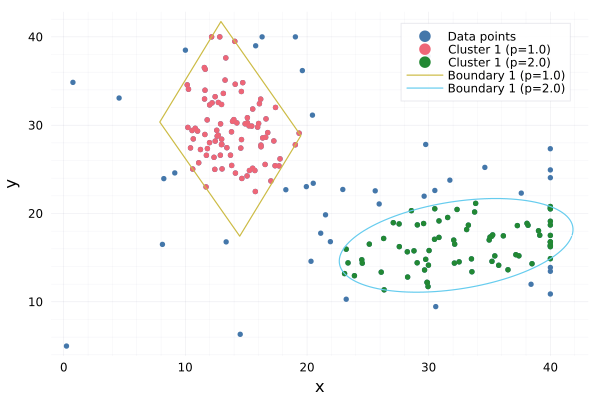 Data points
Cluster 1 (p=1.0)
Cluster 1 (p=2.0)
Boundary 1 (p=1.0)
Boundary 1 (p=2.0)
40
30
20
10
y
0 10 20 30 40
x